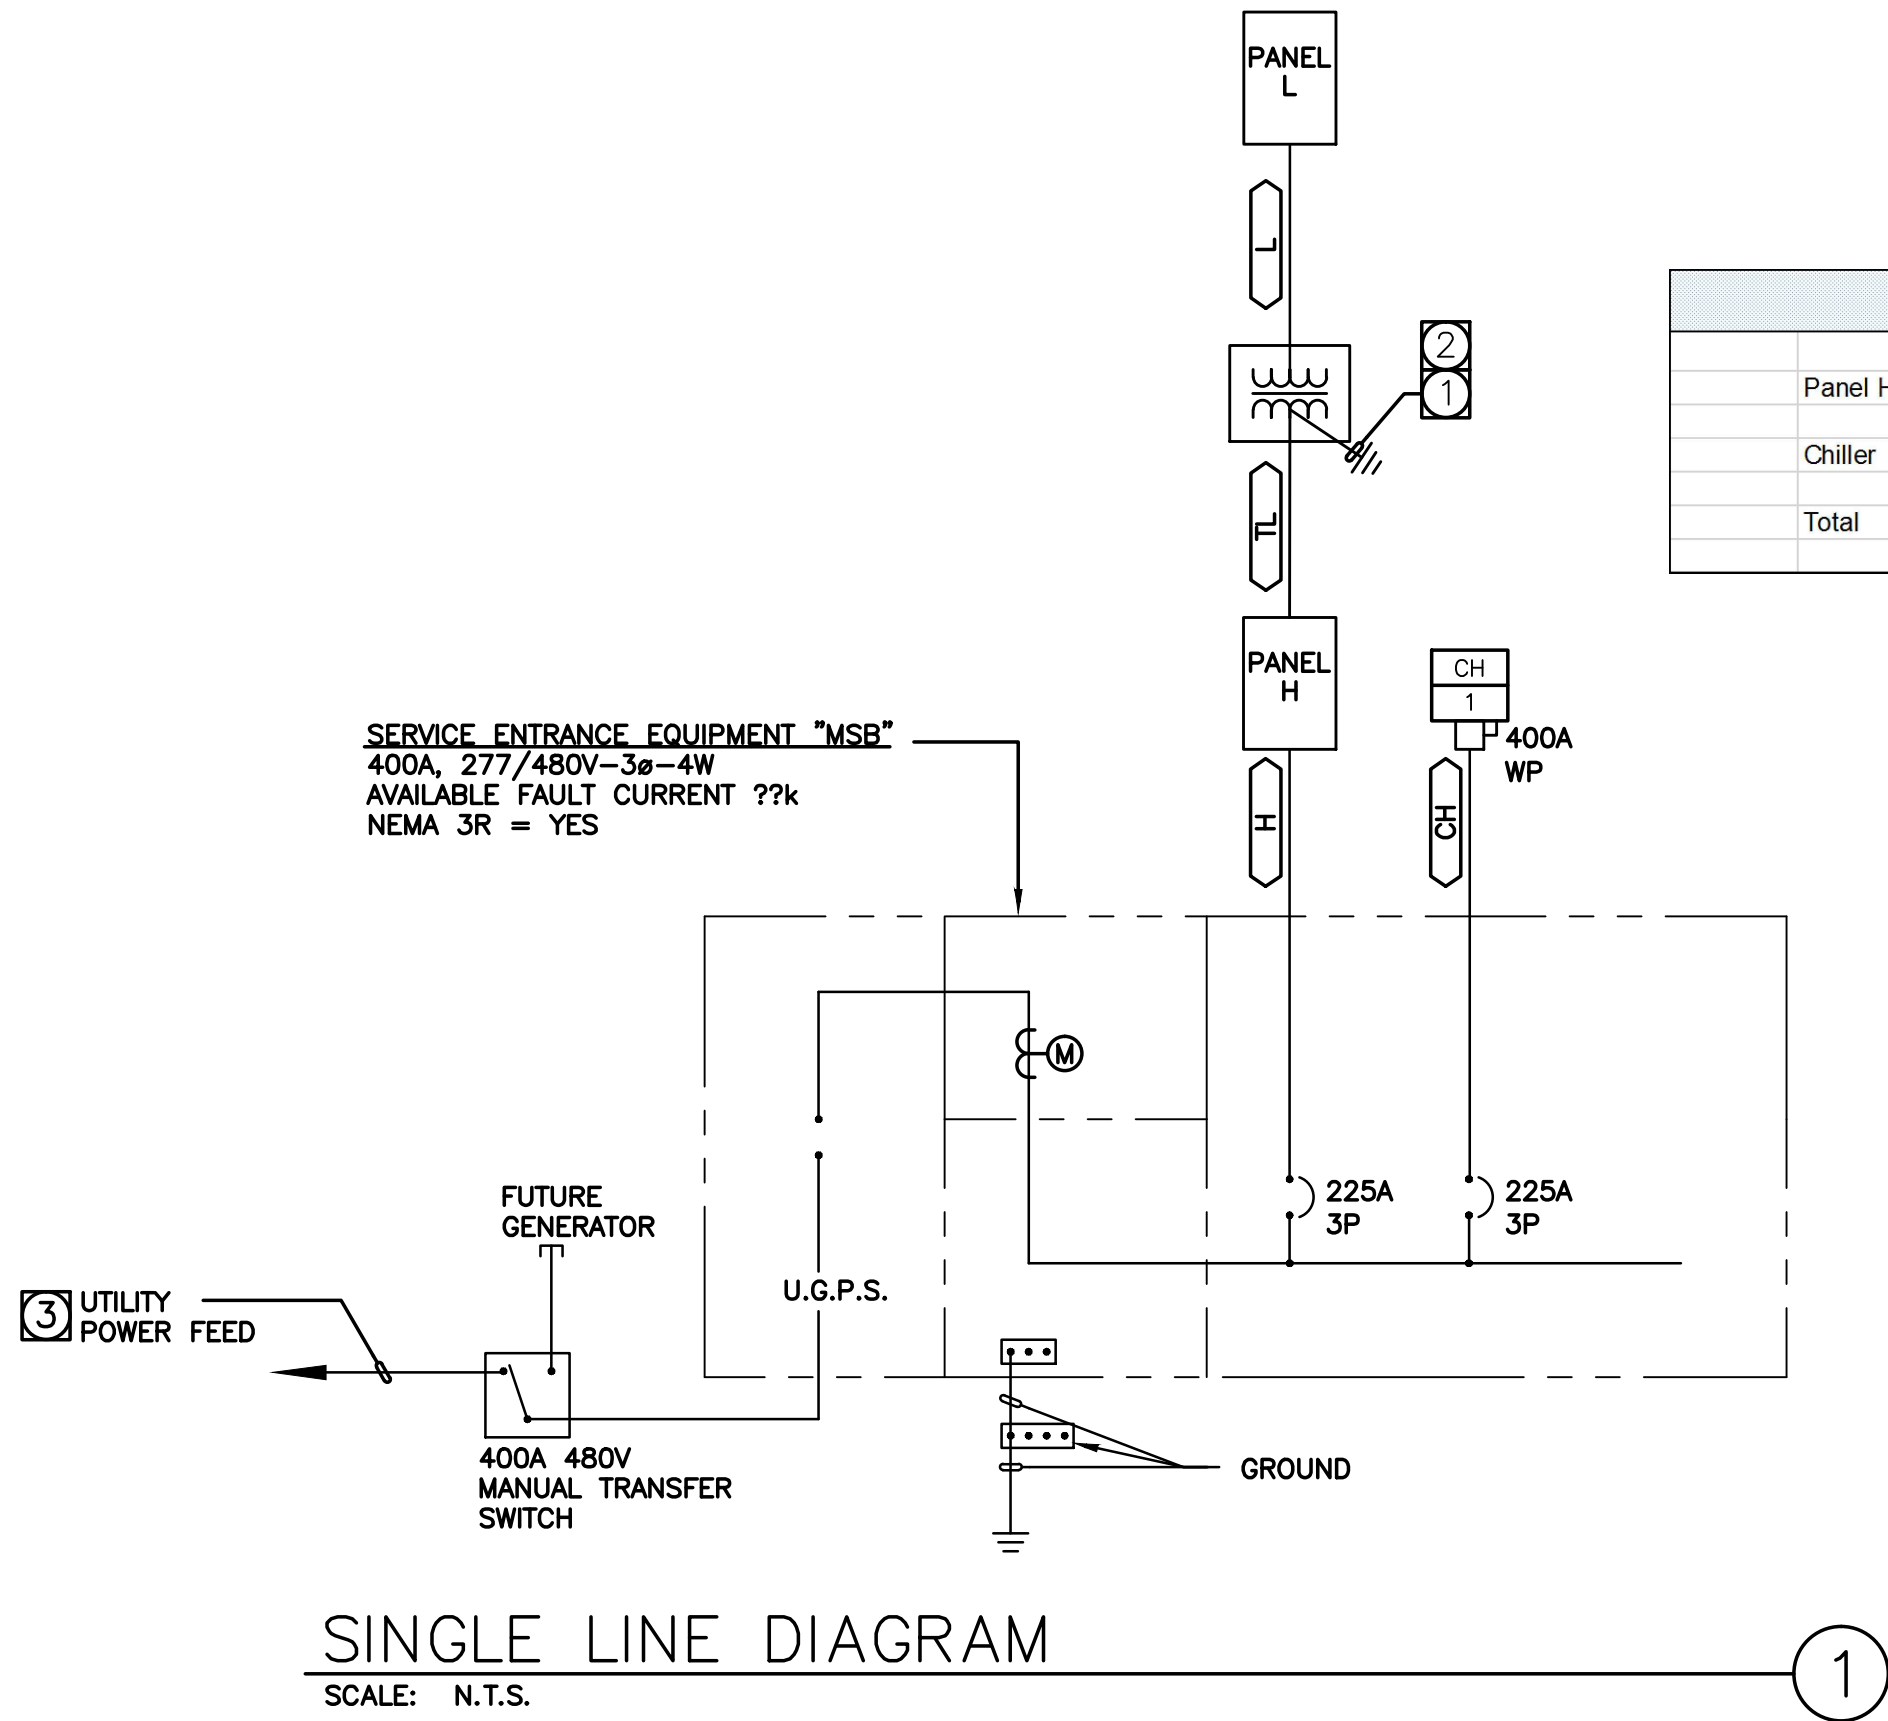 PANEL
L
L
2
1
Panel H
Chiller
Total
TL
PANEL
H
CH
1
400A
WP
SERVICE ENTRANCE EQUIPMENT "MSB"
400A, 277/480V-3ø-4W
AVAILABLE FAULT CURRENT ??k
NEMA 3R = YES
H
CH
M
225A
3P
225A
3P
FUTURE
GENERATOR
U.G.P.S.
3
UTILITY
POWER FEED
400A 480V
MANUAL TRANSFER
SWITCH
GROUND
SINGLE LINE DIAGRAM
1
SCALE: N.T.S.